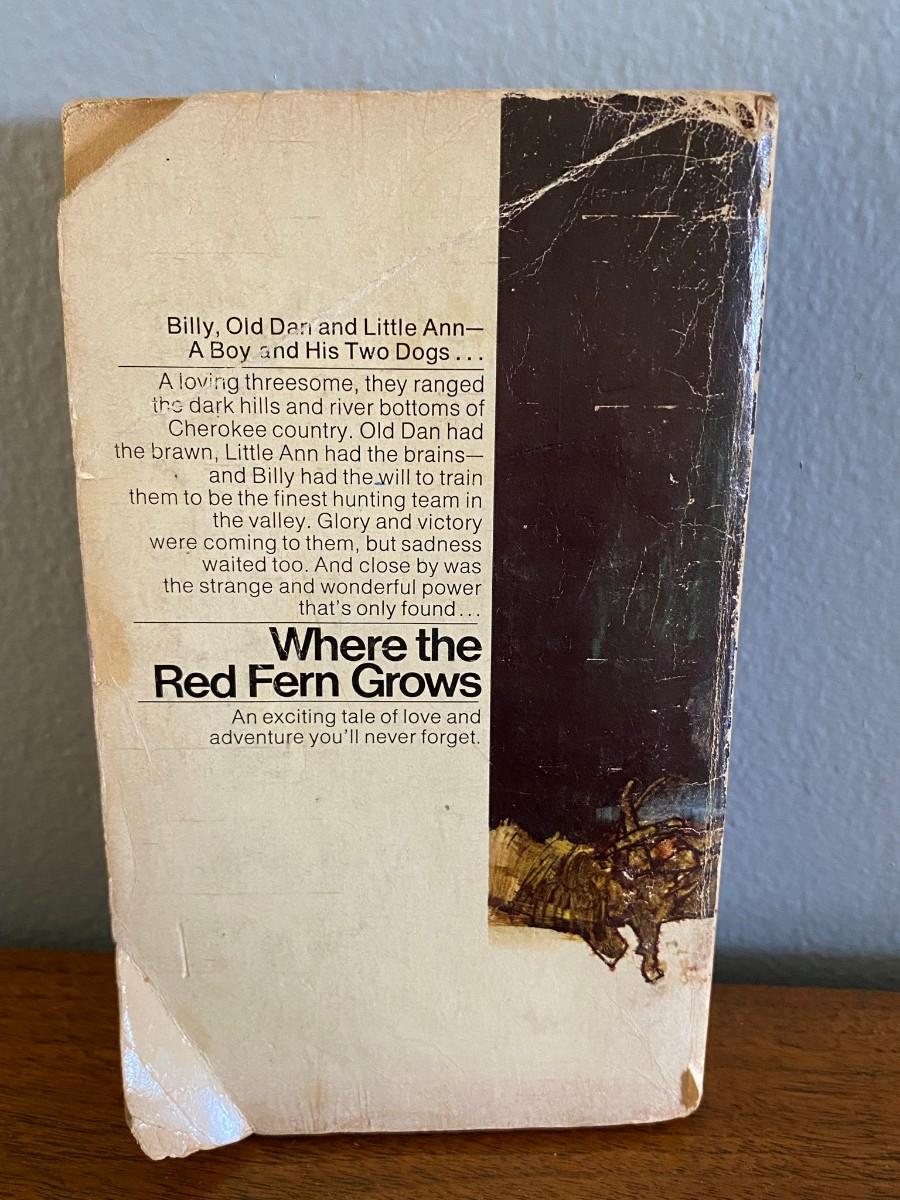 Billy, Old Dan and Little Ann—
A Boy and His Two Dogs . . .
A loving threesome, they ranged
the dark hills and river bottoms of
Cherokee country. Old Dan had
the brawn, Little Ann had the brains—
and Billy had the will to train
them to be the finest hunting team in
the valley. Glory and victory
were coming to them, but sadness
waited too. And close by was
the strange and wonderful power
that's only found . . .
Where the
Red Fern Grows
An exciting tale of love and
adventure you'll never forget.